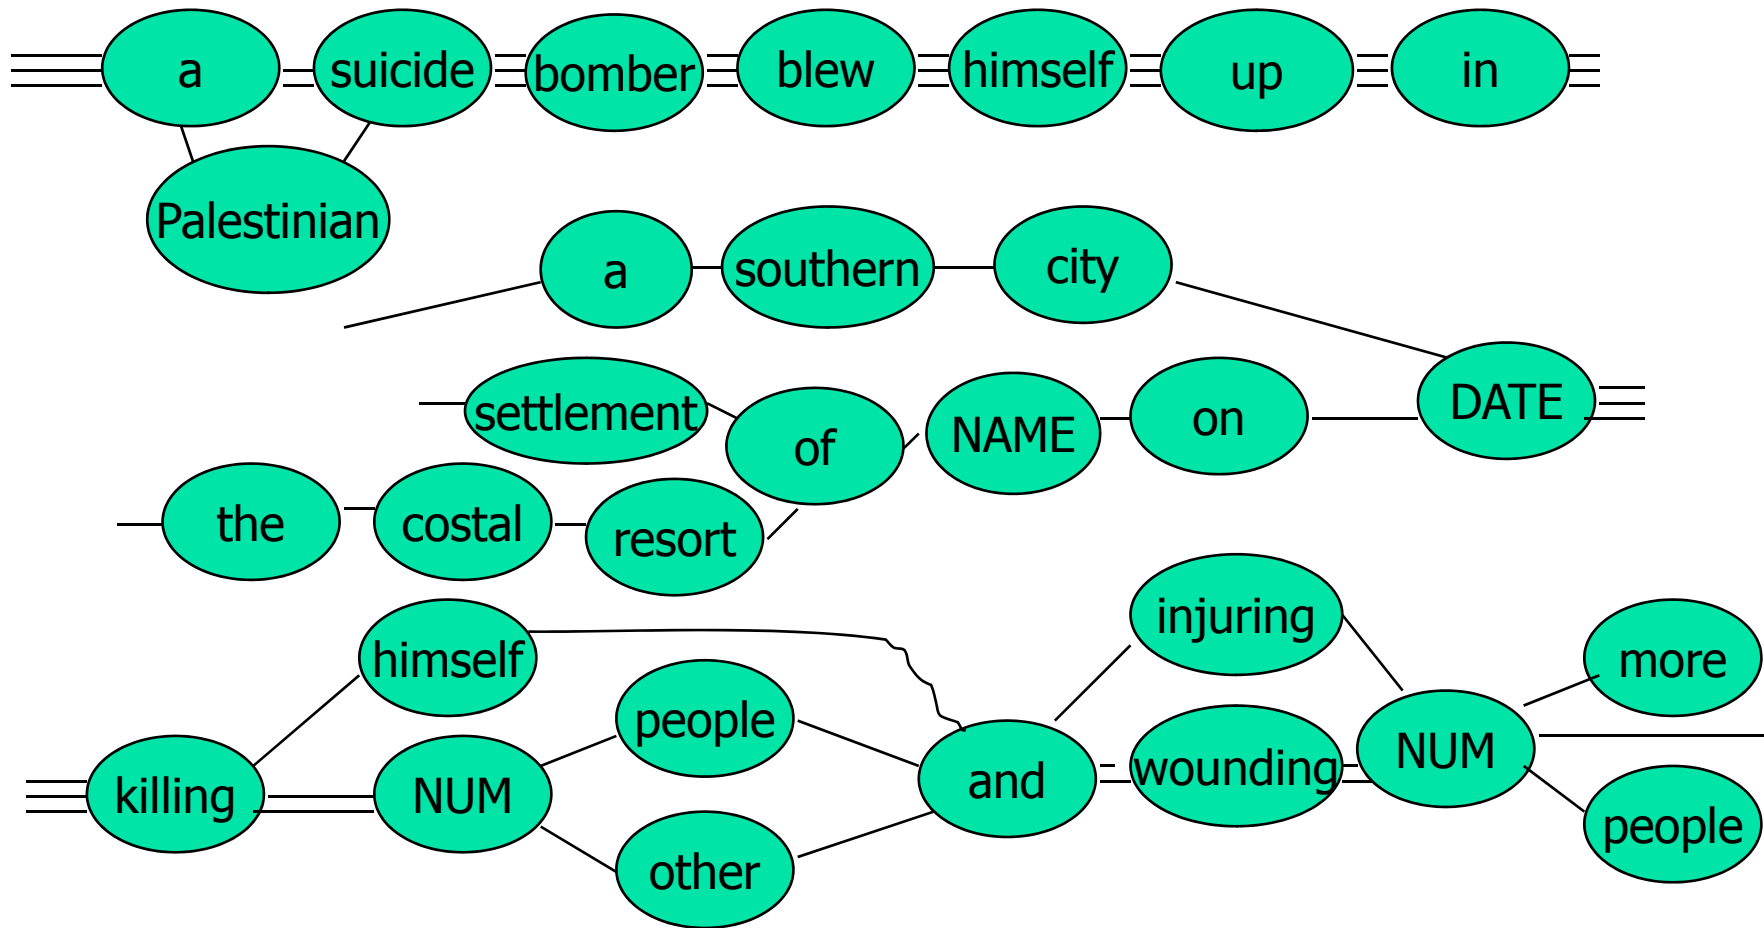 a suicide bomber blew himself up in
Palestinian
a southern city
settlement of NAME on DATE
the costal resort
injuring
himself more
people
killing NUM and wounding NUM
other people